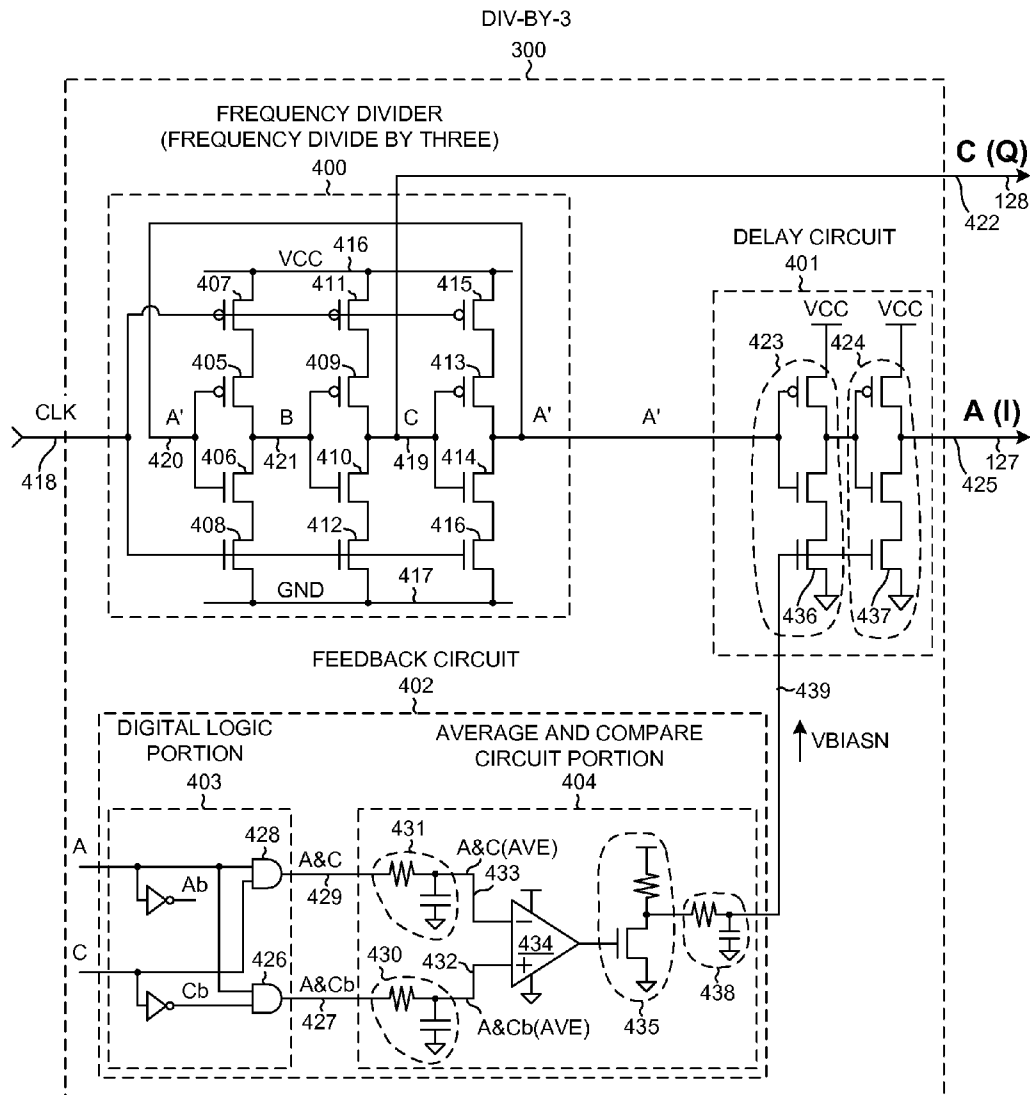 DIV-BY-3
300
FREQUENCY DIVIDER
(FREQUENCY DIVIDE BY THREE)
400
C (Q)
128
422
416
VCC
407
411
415
DELAY CIRCUIT
401
VCC
VCC
405
409
413
423
424
CLK
418
A'
420
B
421
C
419
A'
A'
A (I)
127
425
406
410
414
408
412
416
GND
417
436
437
FEEDBACK CIRCUIT
402
439
VBIASN
DIGITAL LOGIC
PORTION
403
AVERAGE AND COMPARE
CIRCUIT PORTION
404
A
Ab
428
A&C
429
431
A&C(AVE)
433
434
C
Cb
426
A&Cb
427
430
432
A&Cb(AVE)
435
438